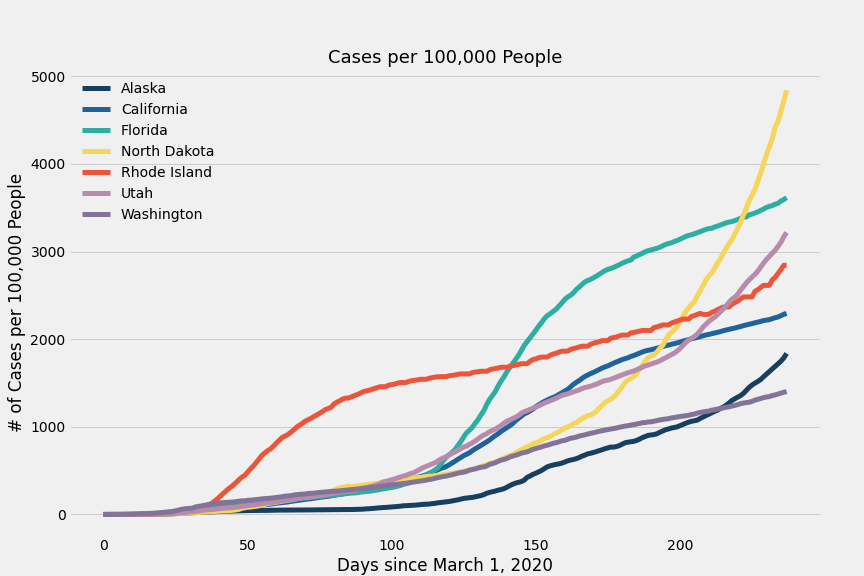 Cases per 100,000 People
5000
4000
3000
2000
1000
0
# of Cases per 100,000 People
Alaska
California
Florida
North Dakota
Rhode Island
Utah
Washington
0 50 100 150 200
Days since March 1, 2020